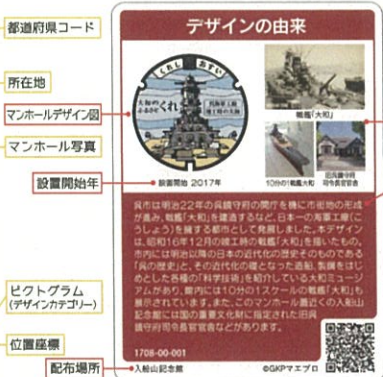 都道府県コード
所在地
マンホールデザイン図
マンホール写真
設置開始年
ピクトグラム
(デザインカテゴリー)
位置座標
配布場所
デザインの由来
くれし おすい
大和の
ふるさと
くれ
呉海軍工廠
竣工時の大和
設置開始 2017年
戦艦「大和」
10分の1戦艦大和
旧呉鎮守府
司令長官官舎
呉市は明治22年の呉鎮守府の開庁を機に市街地の形成
が進み、戦艦「大和」を建造するなど、日本一の海軍工廠(こ
うしょう)を擁する都市として発展しました。本デザイン
は、昭和16年12月の竣工時の戦艦「大和」を描いたもの。
市内には明治以降の日本の近代化の歴史そのものである
「呉の歴史」と、その近代化の礎となった造船、製鋼をはじ
めとした各種の「科学技術」を紹介している大和ミュージ
アムがあり、館内には10分の1スケールの戦艦「大和」も
展示されています。また、このマンホール蓋近くの入船山
記念館には国の重要文化財に指定された旧呉
鎮守府司令長官官舎などがあります。
1708-00-001
入船山記念館
©GKPマエプロ